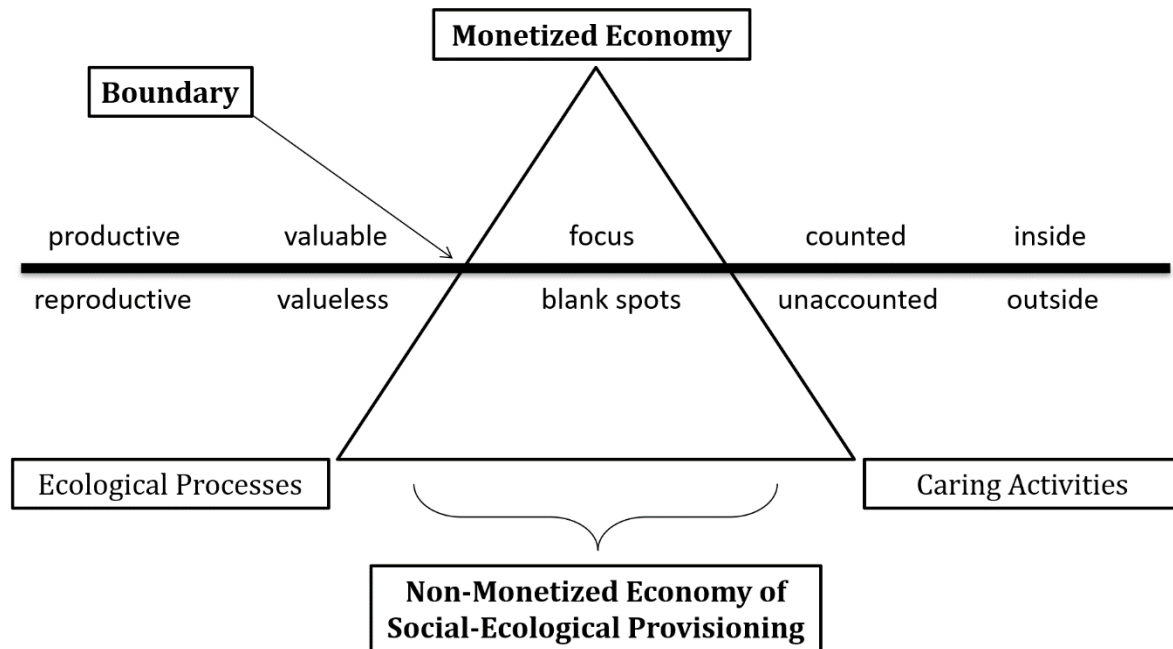 Monetized Economy
Boundary
productive valuable focus counted inside
reproductive valueless blank spots unaccounted outside
Ecological Processes
Caring Activities
Non-Monetized Economy of
Social-Ecological Provisioning